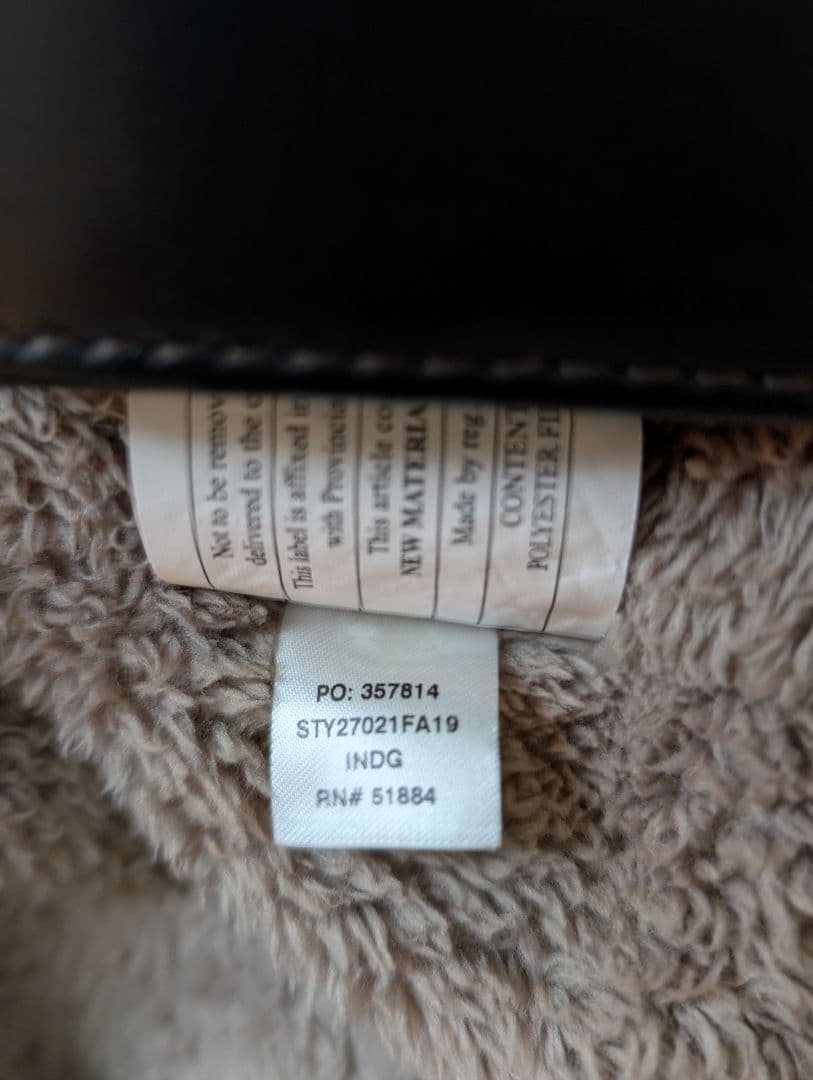 Not to be remov
delivered to the c
This label is affixed in
with Provincia
This article co
NEW MATERIA
Made by reg.
CONTENT
POLYESTER FI
PO: 357814
STY27021FA19
INDG
RN# 51884